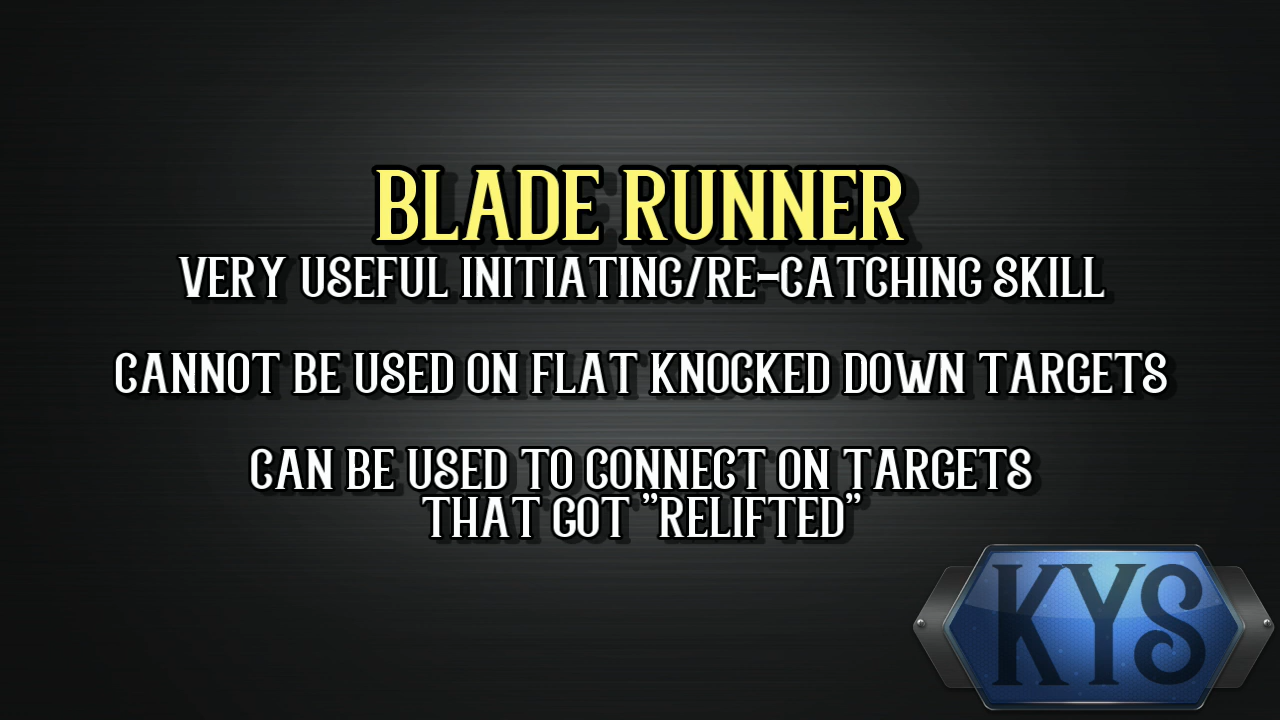 BLADE RUNNER
VERY USEFUL INITIATING/RE-CATCHING SKILL
CANNOT BE USED ON FLAT KNOCKED DOWN TARGETS
CAN BE USED TO CONNECT ON TARGETS
THAT GOT "RELIFTED"
KYS